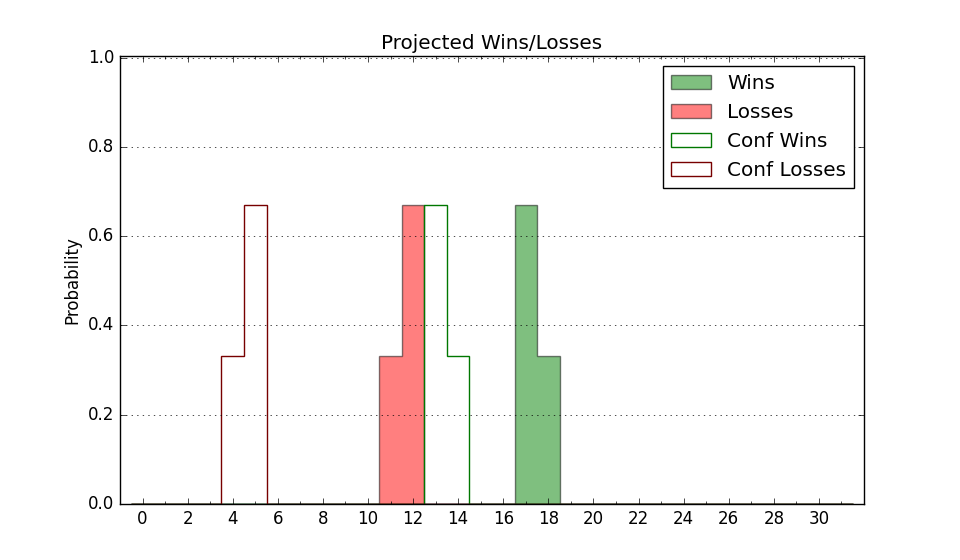 Projected Wins/Losses
1.0
0.8
0.6
0.4
0.2
0.0
Probability
Wins
Losses
Conf Wins
Conf Losses
0 2 4 6 8 10 12 14 16 18 20 22 24 26 28 30